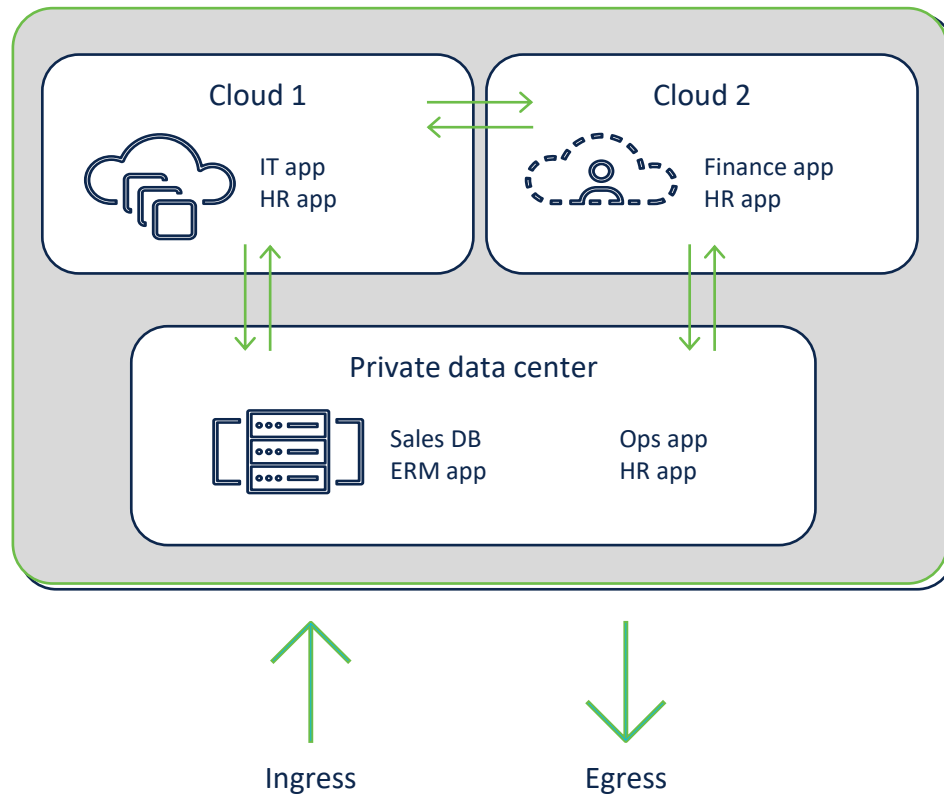 Cloud 1
IT app
HR app
Cloud 2
Finance app
HR app
Private data center
Sales DB
ERM app
Ops app
HR app
Ingress
Egress